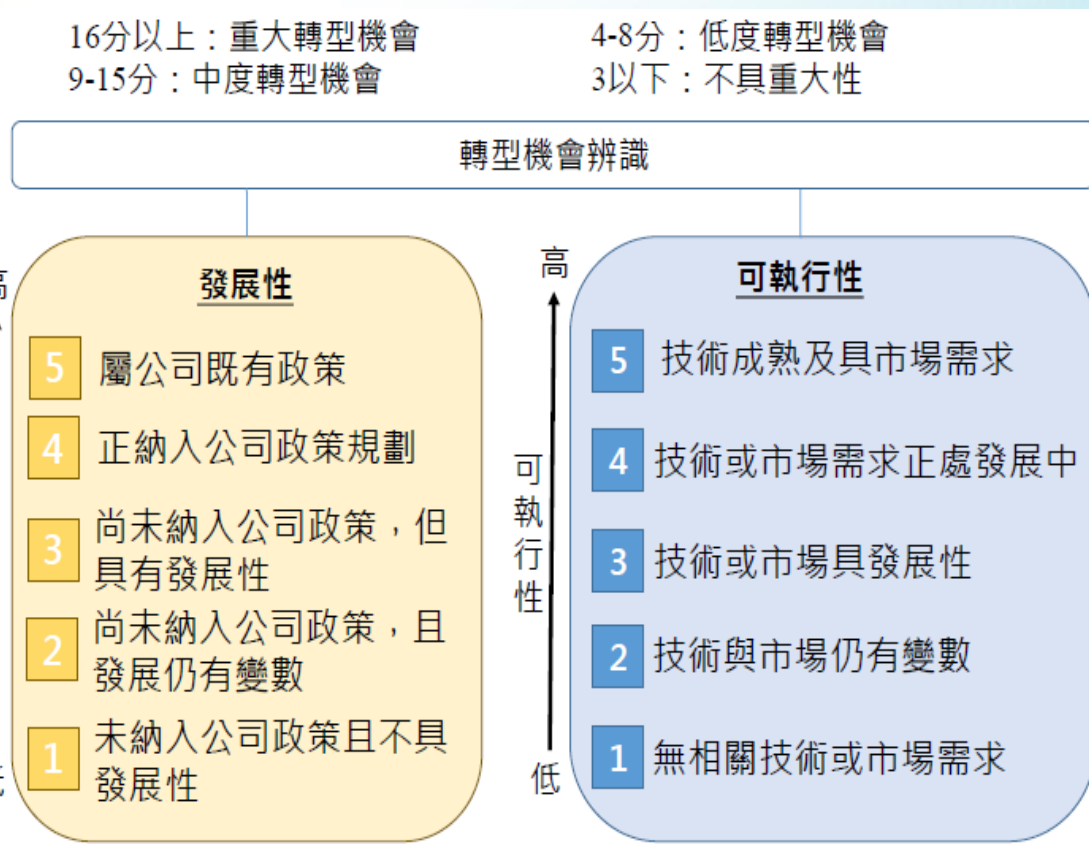 16分以上：重大轉型機會
9-15分：中度轉型機會
4-8分：低度轉型機會
3以下：不具重大性
轉型機會辨識
高
發展性
5 屬公司既有政策
4 正納入公司政策規劃
3 尚未納入公司政策，但
具有發展性
2 尚未納入公司政策，且
發展仍有變數
1 未納入公司政策且不具
發展性
高
可執行性
低
可執行性
5 技術成熟及具市場需求
4 技術或市場需求正處發展中
3 技術或市場具發展性
2 技術與市場仍有變數
1 無相關技術或市場需求